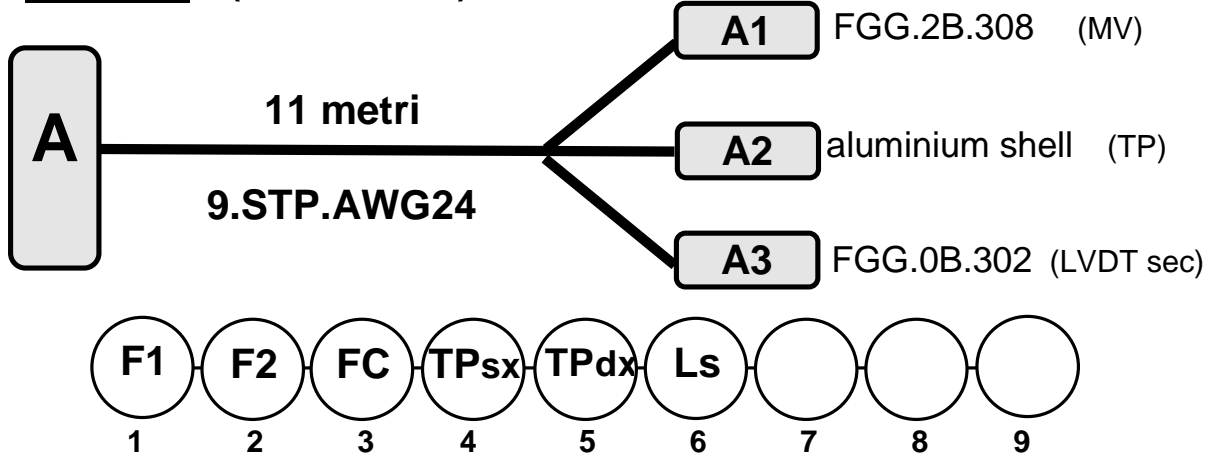 A1 FGG.2B.308 (MV)
A 11 metri
A2 aluminium shell (TP)
9.STP.AWG24
A3 FGG.0B.302 (LVDT sec)
F1 F2 FC TPsx TPdx Ls
1 2 3 4 5 6 7 8 9